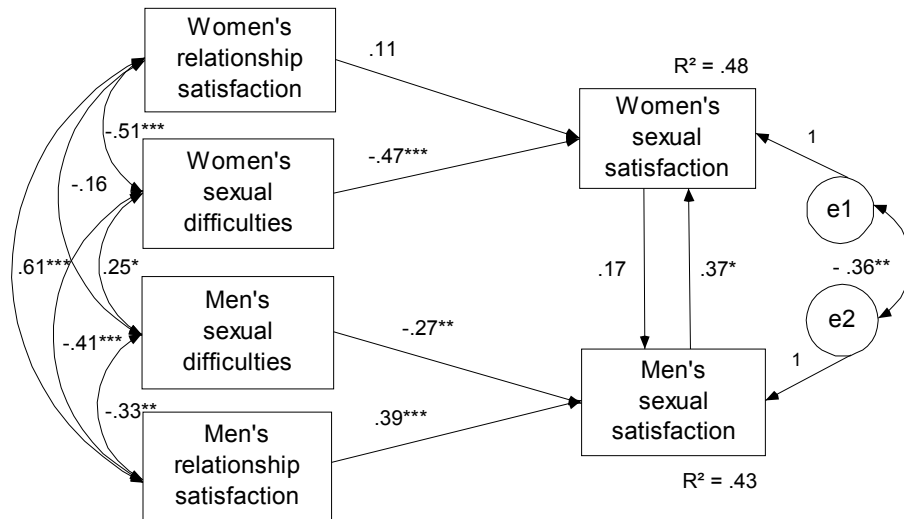 Women's
relationship
satisfaction
.11
R² = .48
Women's
sexual
satisfaction
-.51***
Women's
sexual
difficulties
-.47***
1
e1
-.16
.61***
.25*
.17
.37*
- .36**
Men's
sexual
difficulties
-.27**
e2
-.41***
1
Men's
sexual
satisfaction
-.33**
.39***
Men's
relationship
satisfaction
R² = .43